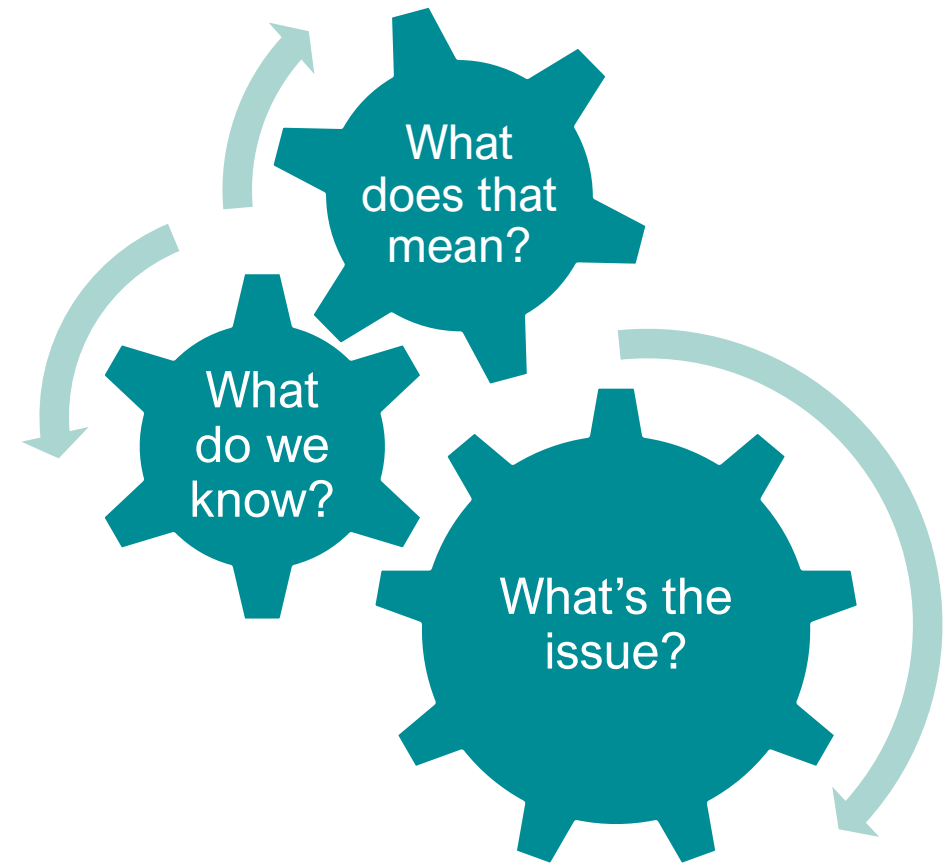 What
does that
mean?
What
do we
know?
What’s the
issue?